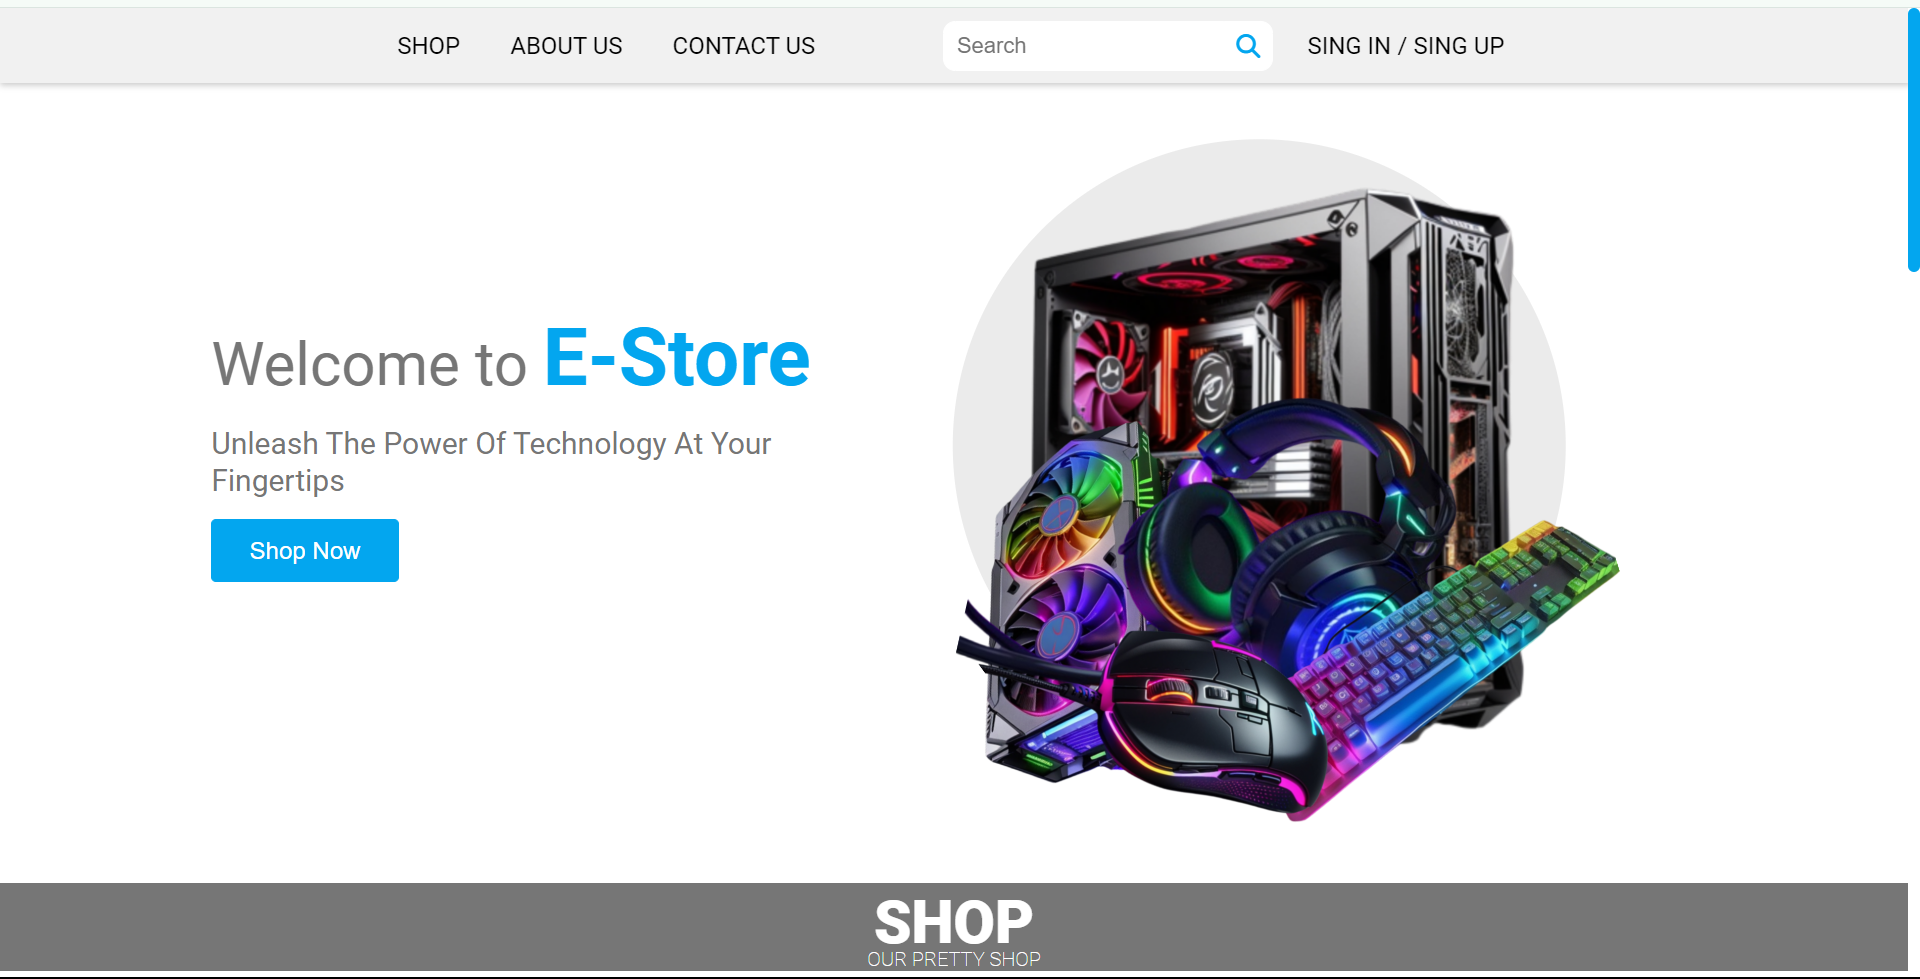 SHOP ABOUT US CONTACT US Search SING IN / SING UP
Welcome to E-Store
Unleash The Power Of Technology At Your
Fingertips
Shop Now
SHOP
OUR PRETTY SHOP